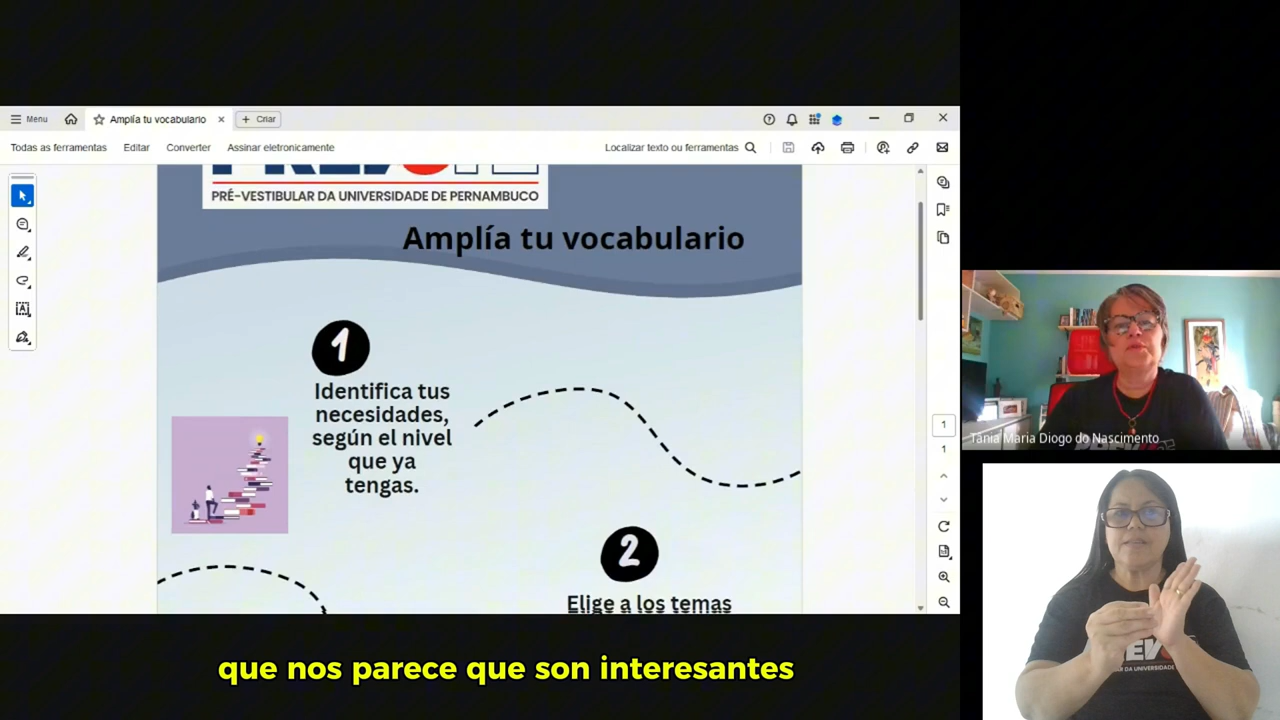 Menu
Amplía tu vocabulario
Criar
Todas as ferramentas
Editar
Converter
Assinar eletronicamente
Localizar texto ou ferramentas
PRÉ-VESTIBULAR DA UNIVERSIDADE DE PERNAMBUCO
Amplía tu vocabulario
1
Identifica tus
necesidades,
según el nivel
que ya
tengas.
2
Elige a los temas
1
1
Tânia Maria Diogo do Nascimento
que nos parece que son interesantes